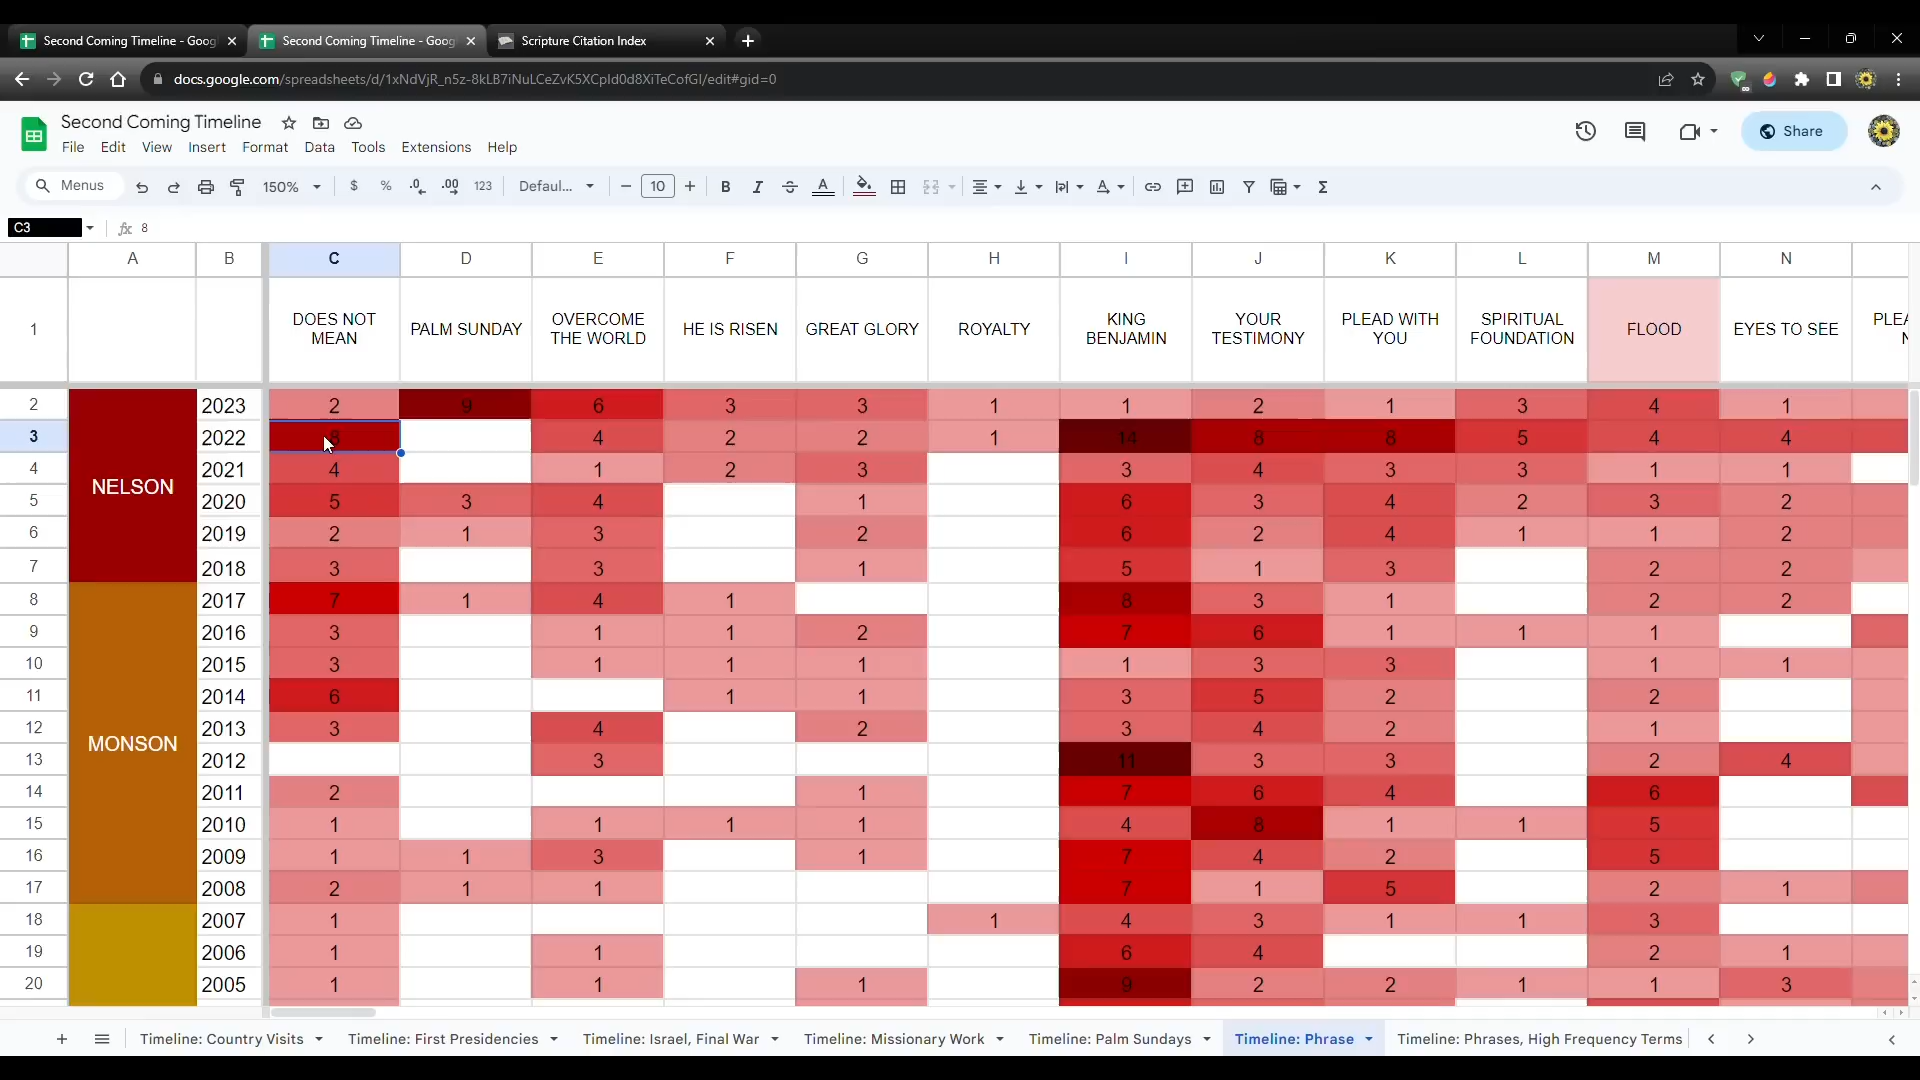 Second Coming Timeline - Goog
Second Coming Timeline - Goog
Scripture Citation Index
docs.google.com/spreadsheets/d/1xNdVjR_n5z-8kLB7iNuLCeZvK5XCpId0d8XiTeCofGI/edit#gid=0
Second Coming Timeline
File Edit View Insert Format Data Tools Extensions Help
Share
Menus 150% $ % .0 .00 123 Defaul... − 10 + B I A Σ
C3 fx 8
A B C D E F G H I J K L M N
1 DOES NOT MEAN PALM SUNDAY OVERCOME THE WORLD HE IS RISEN GREAT GLORY ROYALTY KING BENJAMIN YOUR TESTIMONY PLEAD WITH YOU SPIRITUAL FOUNDATION FLOOD EYES TO SEE
2 2023 2 9 6 3 3 1 1 2 1 3 4 1
3 2022 8 4 2 2 1 14 8 8 5 4 4
4 2021 4 1 2 3 3 4 3 3 1 1
NELSON
5 2020 5 3 4 1 6 3 4 2 3 2
6 2019 2 1 3 2 6 2 4 1 1 2
7 2018 3 3 1 5 1 3 2 2
8 2017 7 1 4 1 8 3 1 2 2
9 2016 3 1 1 2 7 6 1 1 1
10 2015 3 1 1 1 1 3 3 1 1
11 2014 6 1 1 3 5 2 2
12 2013 3 4 2 3 4 2 1
MONSON
13 2012 3 11 3 3 2 4
14 2011 2 1 7 6 4 6
15 2010 1 1 1 1 4 8 1 1 5
16 2009 1 1 3 1 7 4 2 5
17 2008 2 1 1 7 1 5 2 1
18 2007 1 1 4 3 1 1 3
19 2006 1 1 6 4 2 1
20 2005 1 1 1 9 2 2 1 1 3
Timeline: Country Visits Timeline: First Presidencies Timeline: Israel, Final War Timeline: Missionary Work Timeline: Palm Sundays Timeline: Phrase Timeline: Phrases, High Frequency Terms